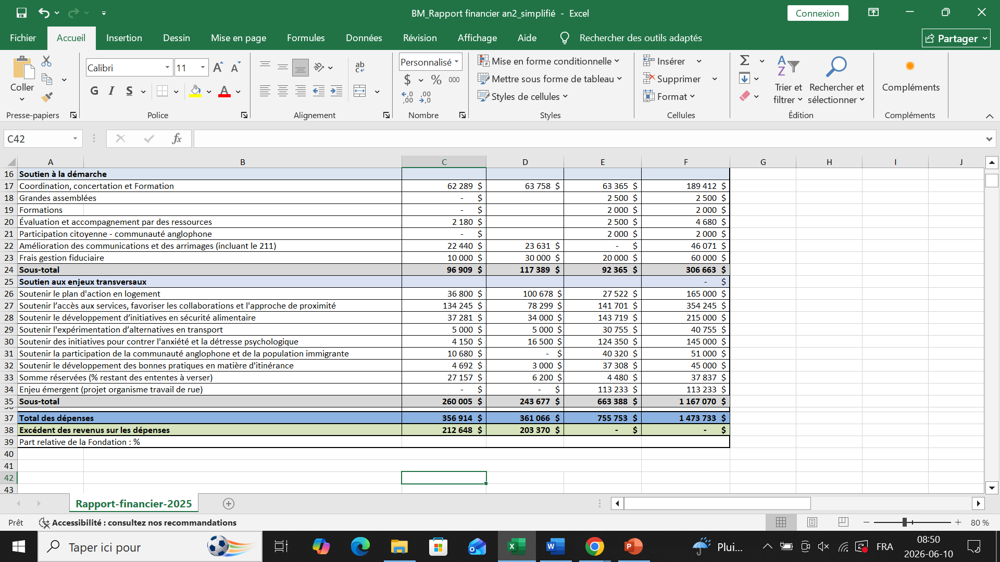 BM_Rapport financier an2_simplifié - Excel
Connexion
Fichier Accueil Insertion Dessin Mise en page Formules Données Révision Affichage Aide Rechercher des outils adaptés Partager
Coller
Presse-papiers
Calibri 11
G I S
Police
Alignement
Personnalisé
$ % 000
Nombre
Mise en forme conditionnelle
Mettre sous forme de tableau
Styles de cellules
Styles
Insérer
Supprimer
Format
Cellules
Trier et filtrer
Rechercher et sélectionner
Édition
Compléments
Compléments
C42 fx
A B C D E F G H I J
16 Soutien à la démarche
17 Coordination, concertation et Formation 62 289 $ 63 758 $ 63 365 $ 189 412 $
18 Grandes assemblées - $ 2 500 $ 2 500 $
19 Formations - $ 2 000 $ 2 000 $
20 Évaluation et accompagnement par des ressources 2 180 $ 2 500 $ 4 680 $
21 Participation citoyenne - communauté anglophone - $ 2 000 $ 2 000 $
22 Amélioration des communications et des arrimages (incluant le 211) 22 440 $ 23 631 $ - $ 46 071 $
23 Frais gestion fiduciaire 10 000 $ 30 000 $ 20 000 $ 60 000 $
24 Sous-total 96 909 $ 117 389 $ 92 365 $ 306 663 $
25 Soutien aux enjeux transversaux - $
26 Soutenir le plan d'action en logement 36 800 $ 100 678 $ 27 522 $ 165 000 $
27 Soutenir l’accès aux services, favoriser les collaborations et l'approche de proximité 134 245 $ 78 299 $ 141 701 $ 354 245 $
28 Soutenir le développement d’initiatives en sécurité alimentaire 37 281 $ 34 000 $ 143 719 $ 215 000 $
29 Soutenir l'expérimentation d’alternatives en transport 5 000 $ 5 000 $ 30 755 $ 40 755 $
30 Soutenir des initiatives pour contrer l'anxiété et la détresse psychologique 4 150 $ 16 500 $ 124 350 $ 145 000 $
31 Soutenir la participation de la communauté anglophone et de la population immigrante 10 680 $ - $ 40 320 $ 51 000 $
32 Soutenir le développement des bonnes pratiques en matière d'itinérance 4 692 $ 3 000 $ 37 308 $ 45 000 $
33 Somme réservées (% restant des ententes à verser) 27 157 $ 6 200 $ 4 480 $ 37 837 $
34 Enjeu émergent (projet organisme travail de rue) - $ - $ 113 233 $ 113 233 $
35 Sous-total 260 005 $ 243 677 $ 663 388 $ 1 167 070 $
37 Total des dépenses 356 914 $ 361 066 $ 755 753 $ 1 473 733 $
38 Excédent des revenus sur les dépenses 212 648 $ 203 370 $ - $ - $
39 Part relative de la Fondation : %
40
41
42
43
Rapport-financier-2025
Prêt Accessibilité : consultez nos recommandations 80 %
Taper ici pour Plui... FRA 08:50
2026-06-10